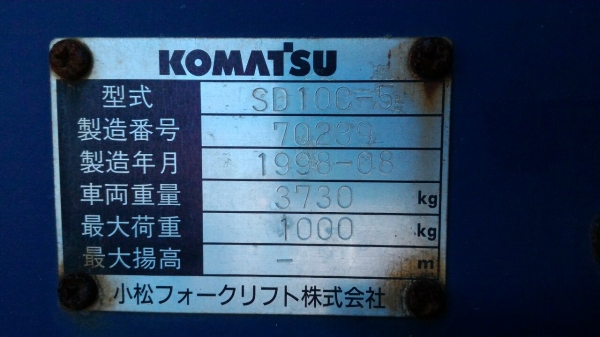 KOMATSU
型式 SD10C-5
製造番号
製造年月 1998-08
車両重量 3730 kg
最大荷重 1000 kg
最大揚高 - m
小松フォークリフト株式会社